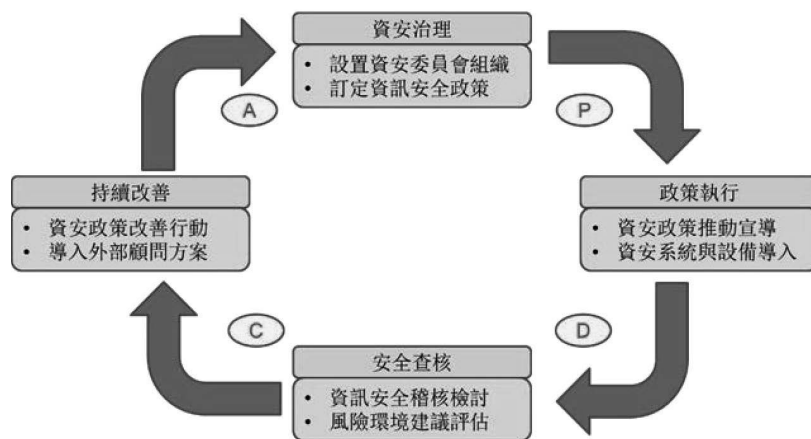 資安治理
• 設置資安委員會組織
• 訂定資訊安全政策
A
P
持續改善
• 資安政策改善行動
• 導入外部顧問方案
政策執行
• 資安政策推動宣導
• 資安系統與設備導入
C
D
安全查核
• 資訊安全稽核檢討
• 風險環境建議評估